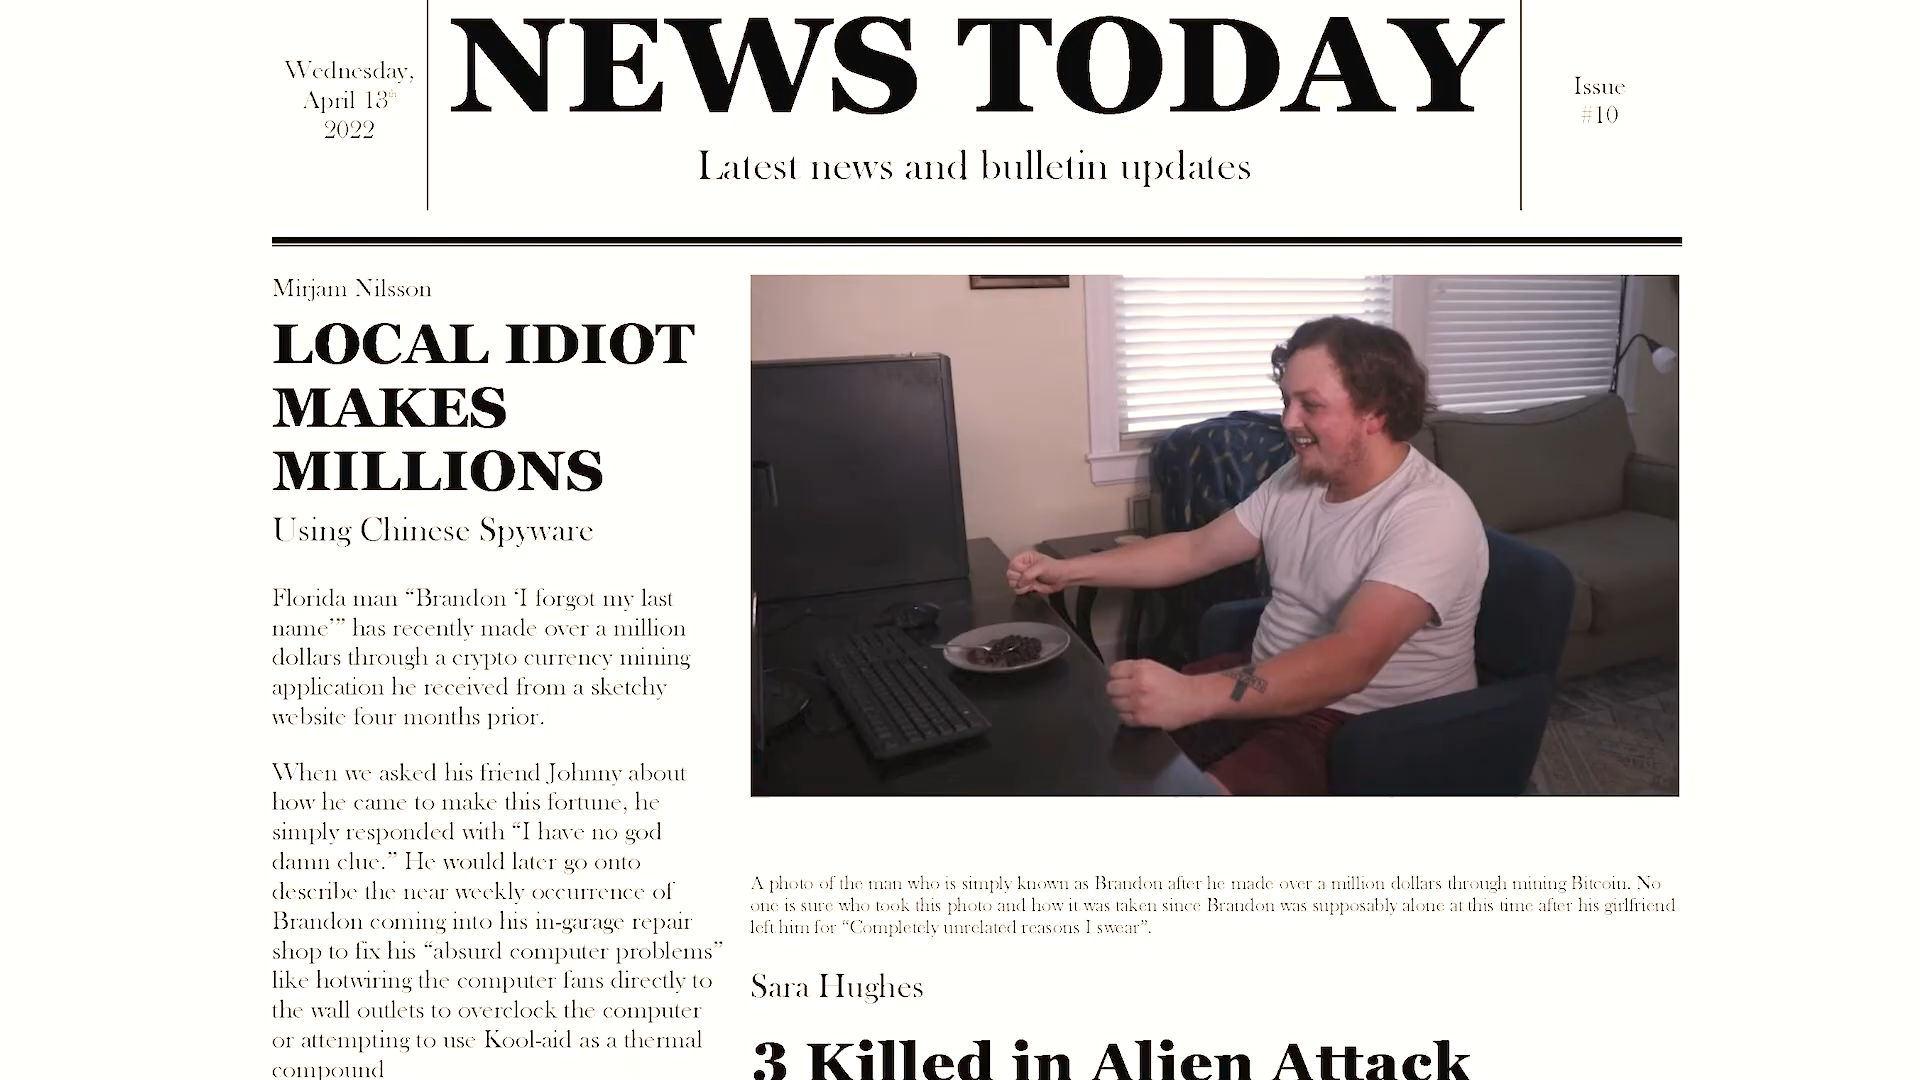 Wednesday,
April 13th
2022
NEWS TODAY
Latest news and bulletin updates
Issue
#10
Mirjam Nilsson
LOCAL IDIOT
MAKES
MILLIONS
Using Chinese Spyware
Florida man “Brandon ‘I forgot my last
name’” has recently made over a million
dollars through a crypto currency mining
application he received from a sketchy
website four months prior.
When we asked his friend Johnny about
how he came to make this fortune, he
simply responded with “I have no god
damn clue.” He would later go onto
describe the near weekly occurrence of
Brandon coming into his in-garage repair
shop to fix his “absurd computer problems”
like hotwiring the computer fans directly to
the wall outlets to overclock the computer
or attempting to use Kool-aid as a thermal
compound
A photo of the man who is simply known as Brandon after he made over a million dollars through mining Bitcoin. No
one is sure who took this photo and how it was taken since Brandon was supposably alone at this time after his girlfriend
left him for “Completely unrelated reasons I swear”.
Sara Hughes
3 Killed in Alien Attack